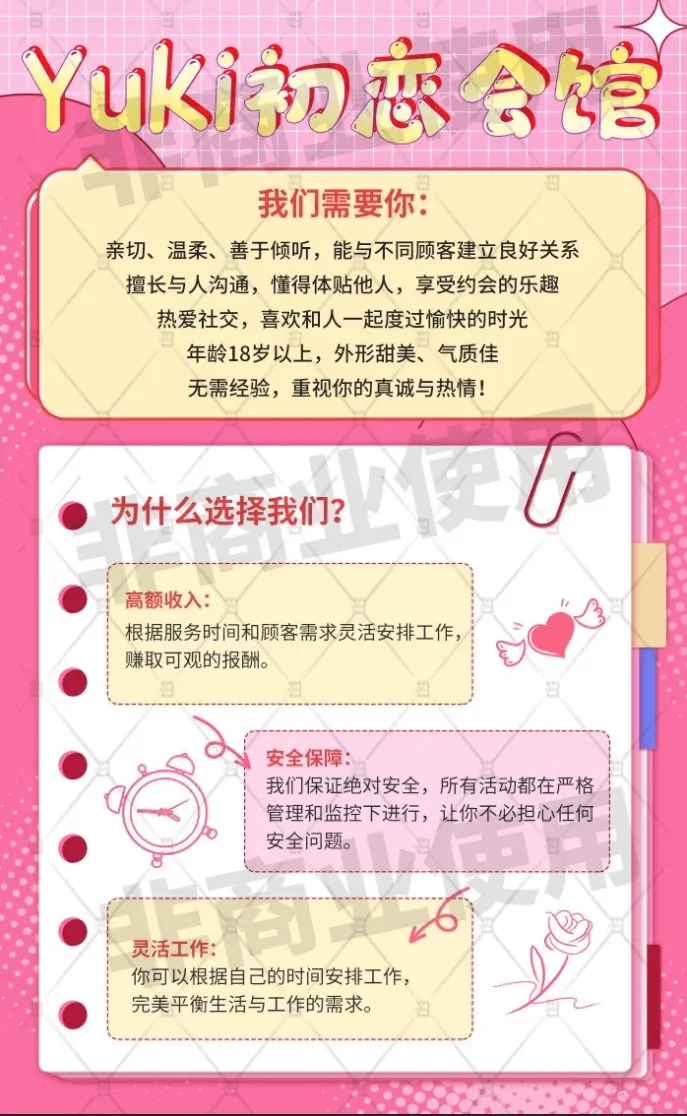 Yuki初恋会馆
我们需要你：
亲切、温柔、善于倾听，能与不同顾客建立良好关系
擅长与人沟通，懂得体贴他人，享受约会的乐趣
热爱社交，喜欢和人一起度过愉快的时光
年龄18岁以上，外形甜美、气质佳
无需经验，重视你的真诚与热情！
为什么选择我们？
高额收入：
根据服务时间和顾客需求灵活安排工作，
赚取可观的报酬。
安全保障：
我们保证绝对安全，所有活动都在严格
管理和监控下进行，让你不必担心任何
安全问题。
灵活工作：
你可以根据自己的时间安排工作，
完美平衡生活与工作的需求。
非商业使用
非商业使用
非商业使用